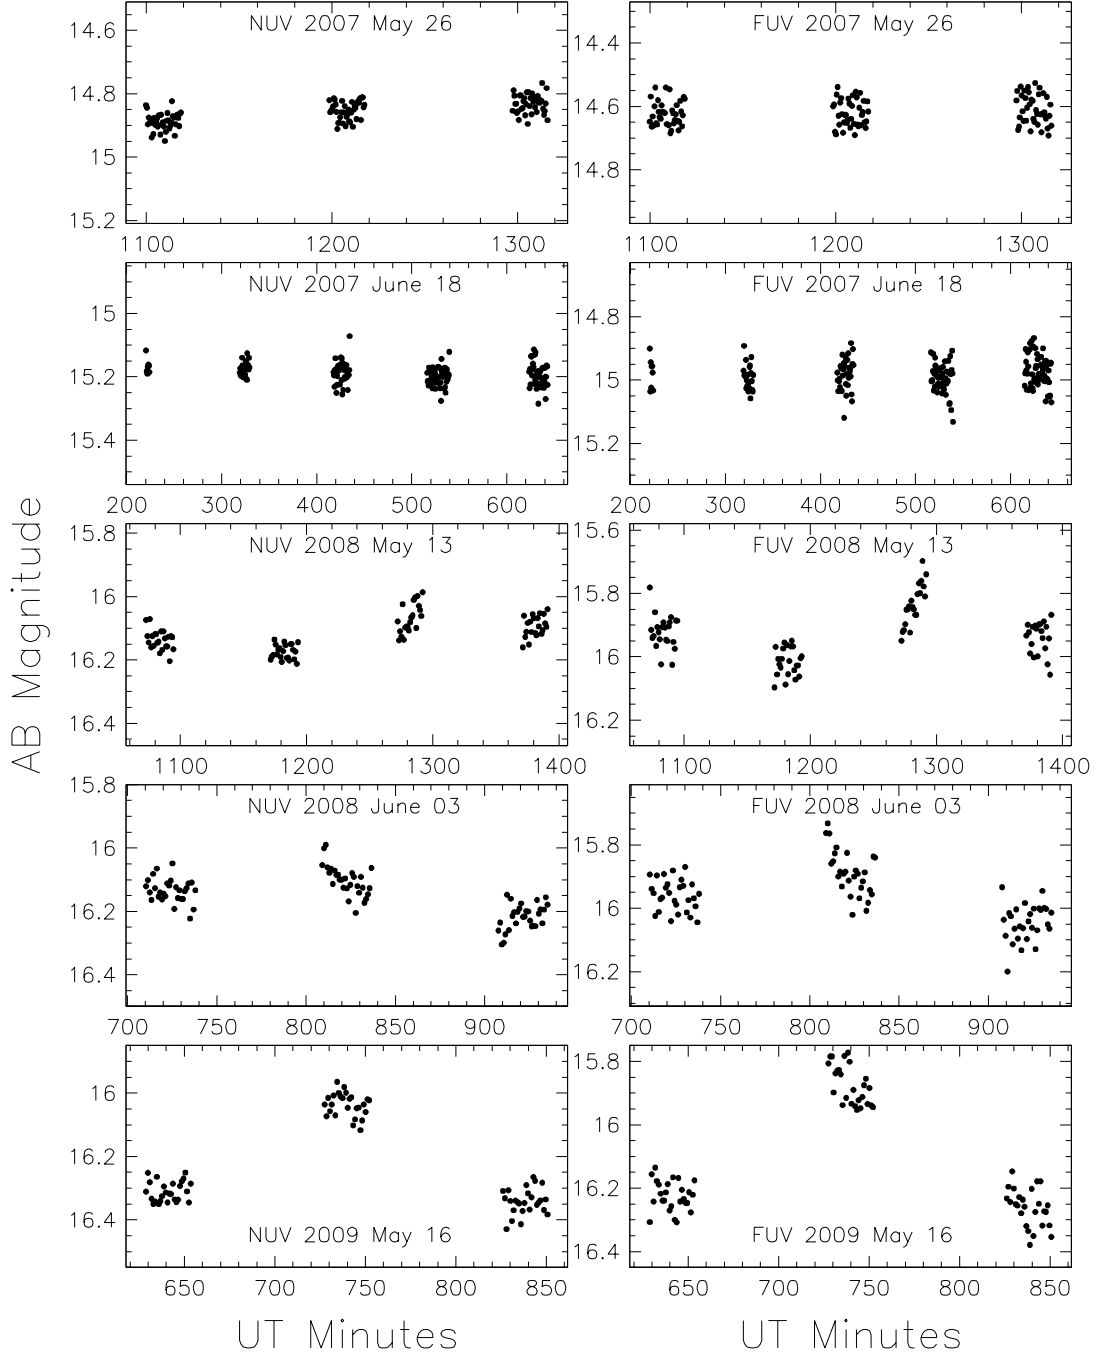 NUV 2007 May 26
14.6
14.8
15
15.2
1100 1200 1300
FUV 2007 May 26
14.4
14.6
14.8
1100 1200 1300
NUV 2007 June 18
15
15.2
15.4
200 300 400 500 600
FUV 2007 June 18
14.8
15
15.2
200 300 400 500 600
AB Magnitude
NUV 2008 May 13
15.8
16
16.2
16.4
1100 1200 1300 1400
FUV 2008 May 13
15.6
15.8
16
16.2
1100 1200 1300 1400
NUV 2008 June 03
15.8
16
16.2
16.4
700 750 800 850 900
FUV 2008 June 03
15.8
16
16.2
700 750 800 850 900
16
16.2
16.4
NUV 2009 May 16
650 700 750 800 850
15.8
16
16.2
16.4
FUV 2009 May 16
650 700 750 800 850
UT Minutes
UT Minutes